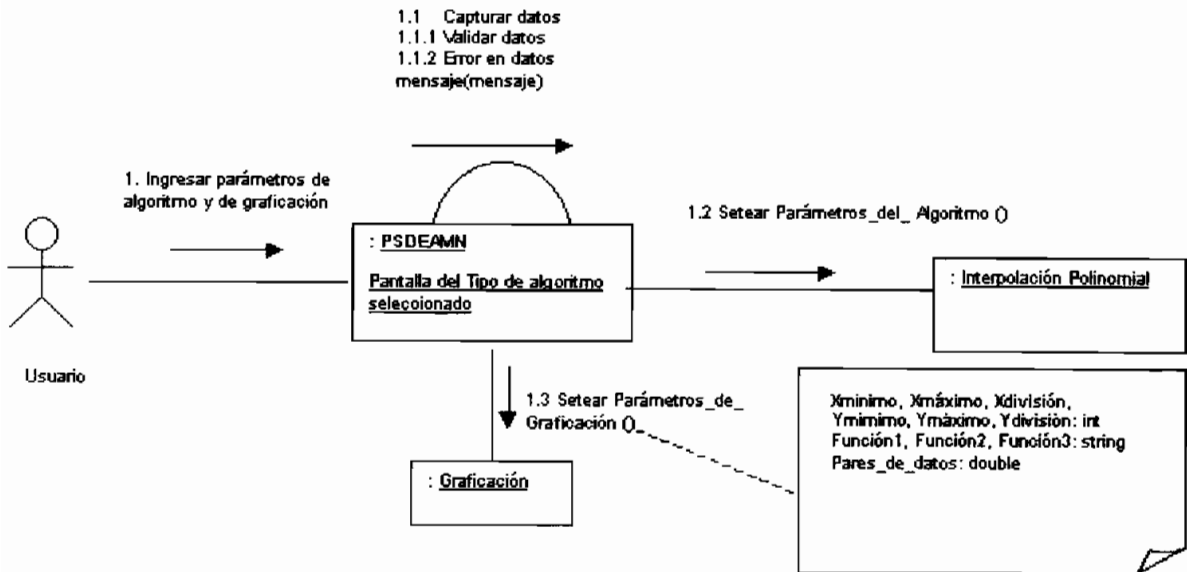 1.1 Capturar datos
1.1.1 Validar datos
1.1.2 Error en datos
mensaje(mensaje)
1. Ingresar parámetros de
algoritmo y de graficación
1.2 Setear Parámetros_del_ Algoritmo ()
: PSDEAMN
Pantalla del Tipo de algoritmo
seleccionado
: Interpolación Polinomial
Usuario
1.3 Setear Parámetros_de_
Graficación ()
: Graficación
Xminimo, Xmáximo, Xdivisión,
Ymimimo, Ymáximo, Ydivisión: int
Función1, Función2, Función3: string
Pares_de_datos: double